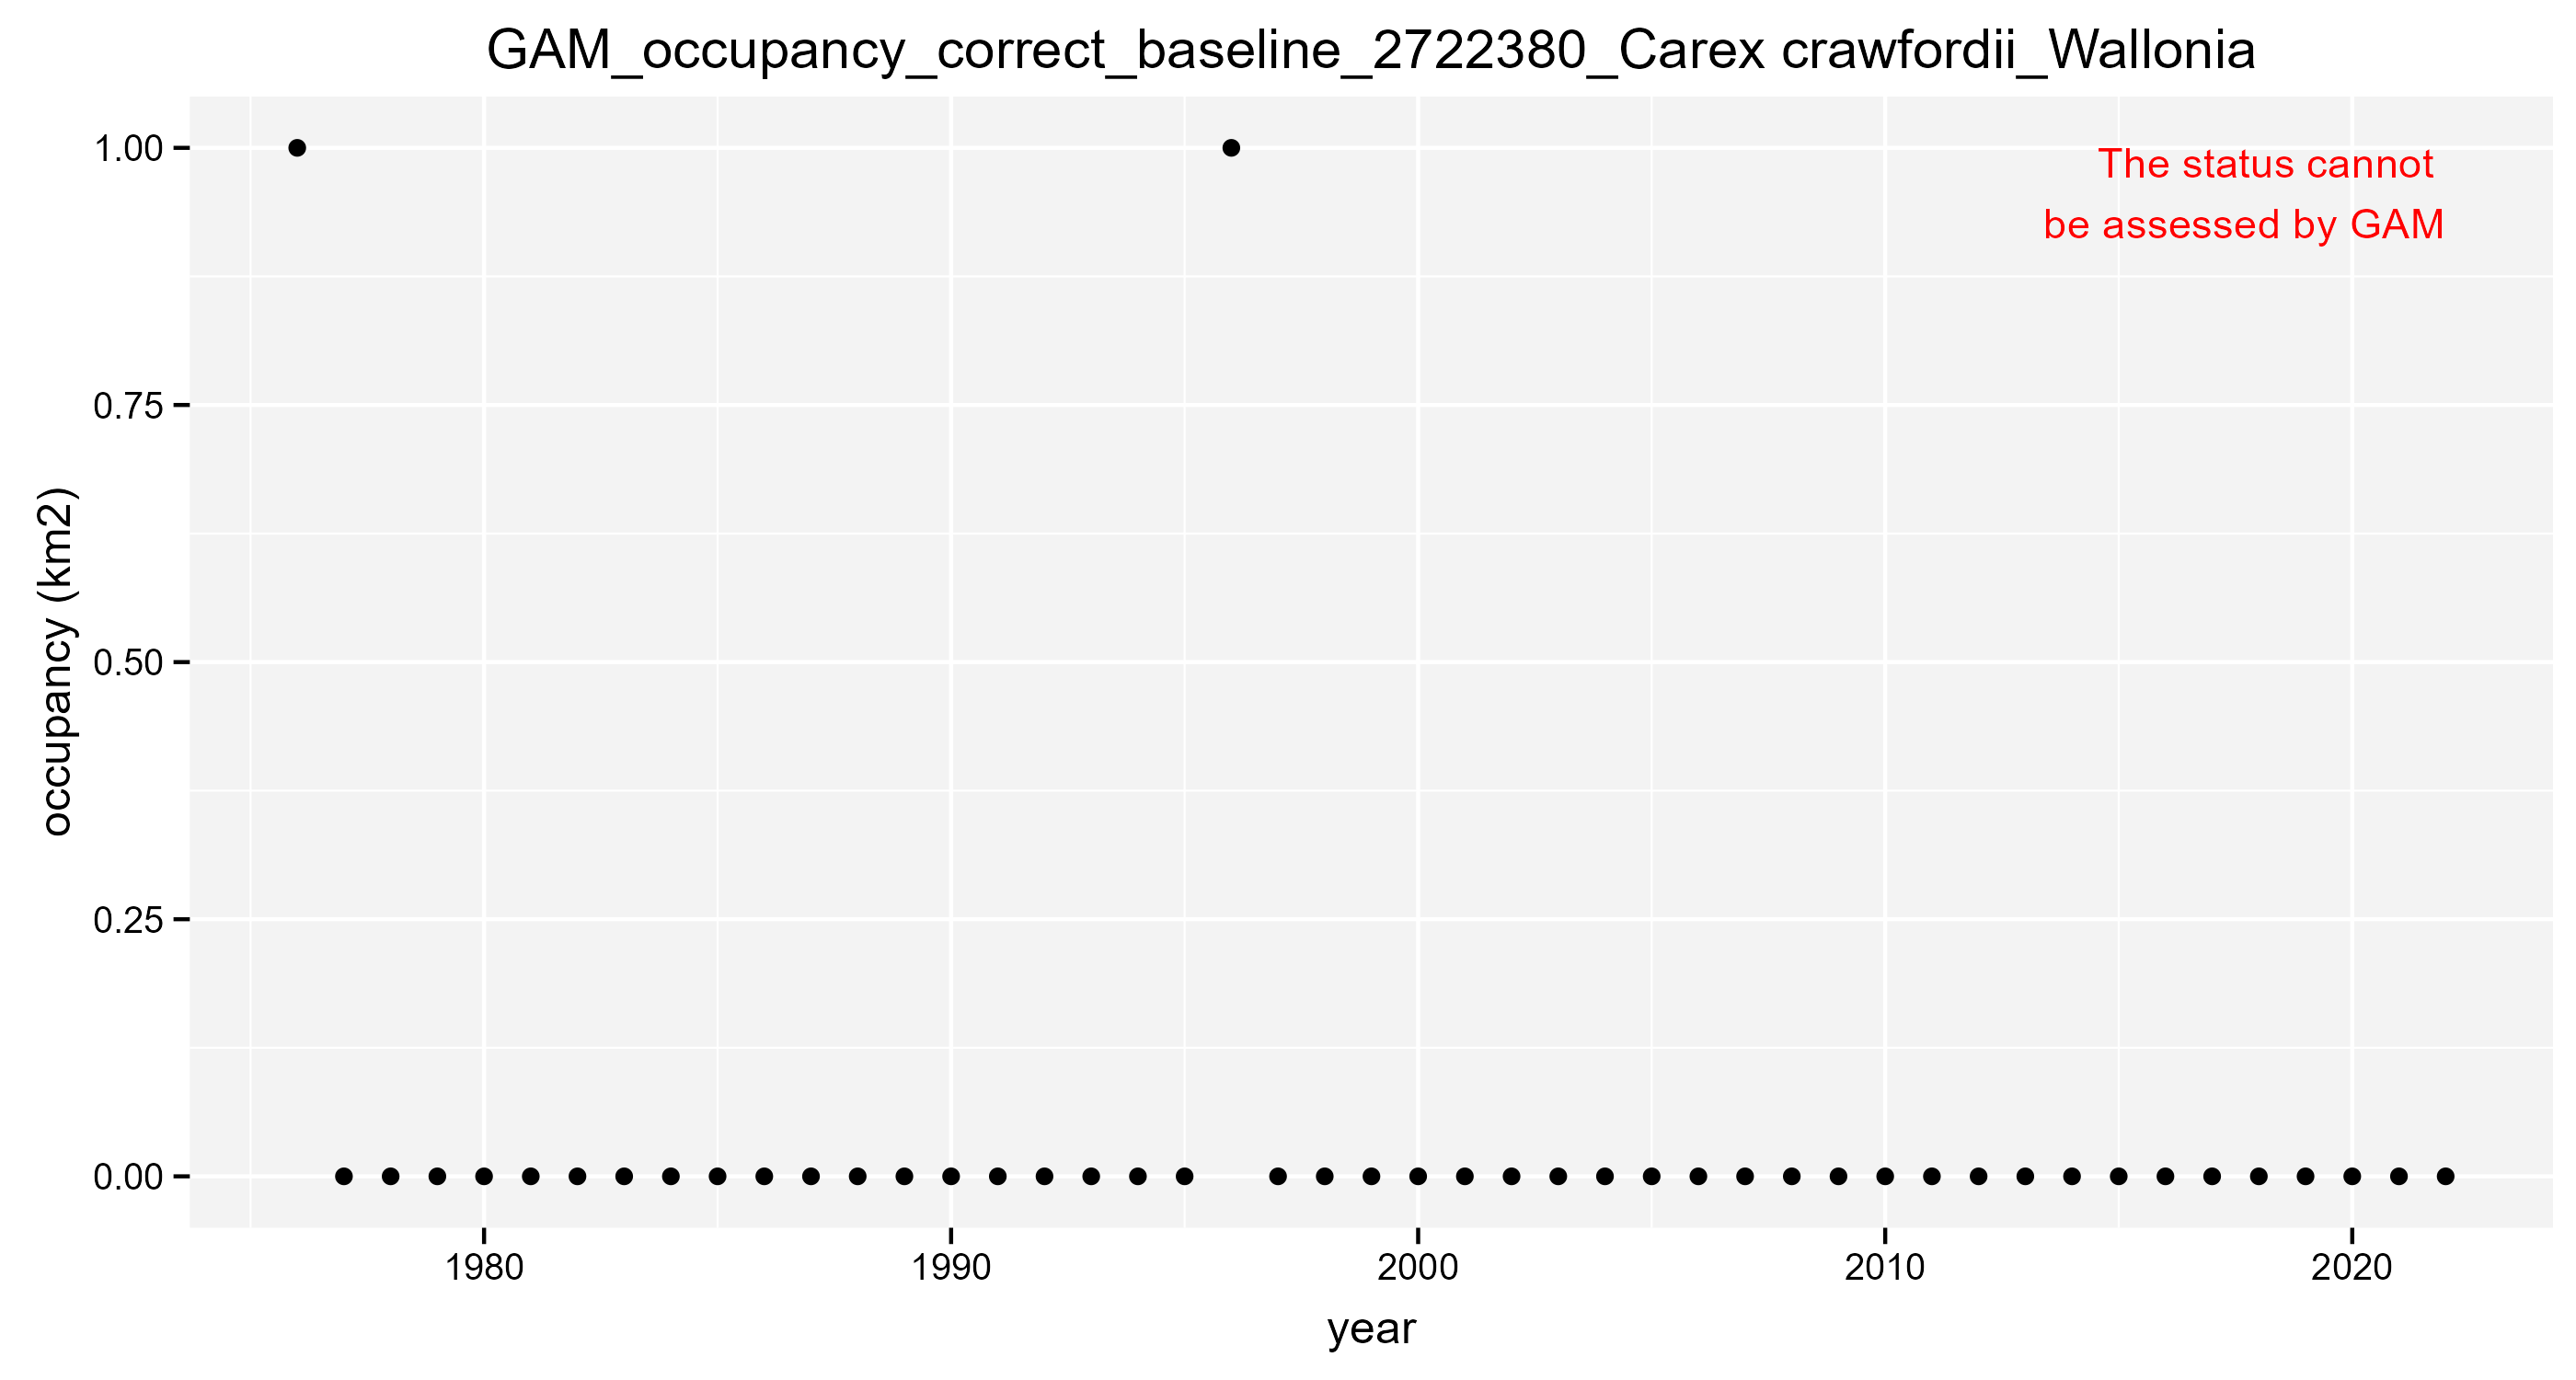 GAM_occupancy_correct_baseline_2722380_Carex crawfordii_Wallonia
The status cannot
be assessed by GAM
occupancy (km2)
1.00
0.75
0.50
0.25
0.00
1980
1990
2000
2010
2020
year